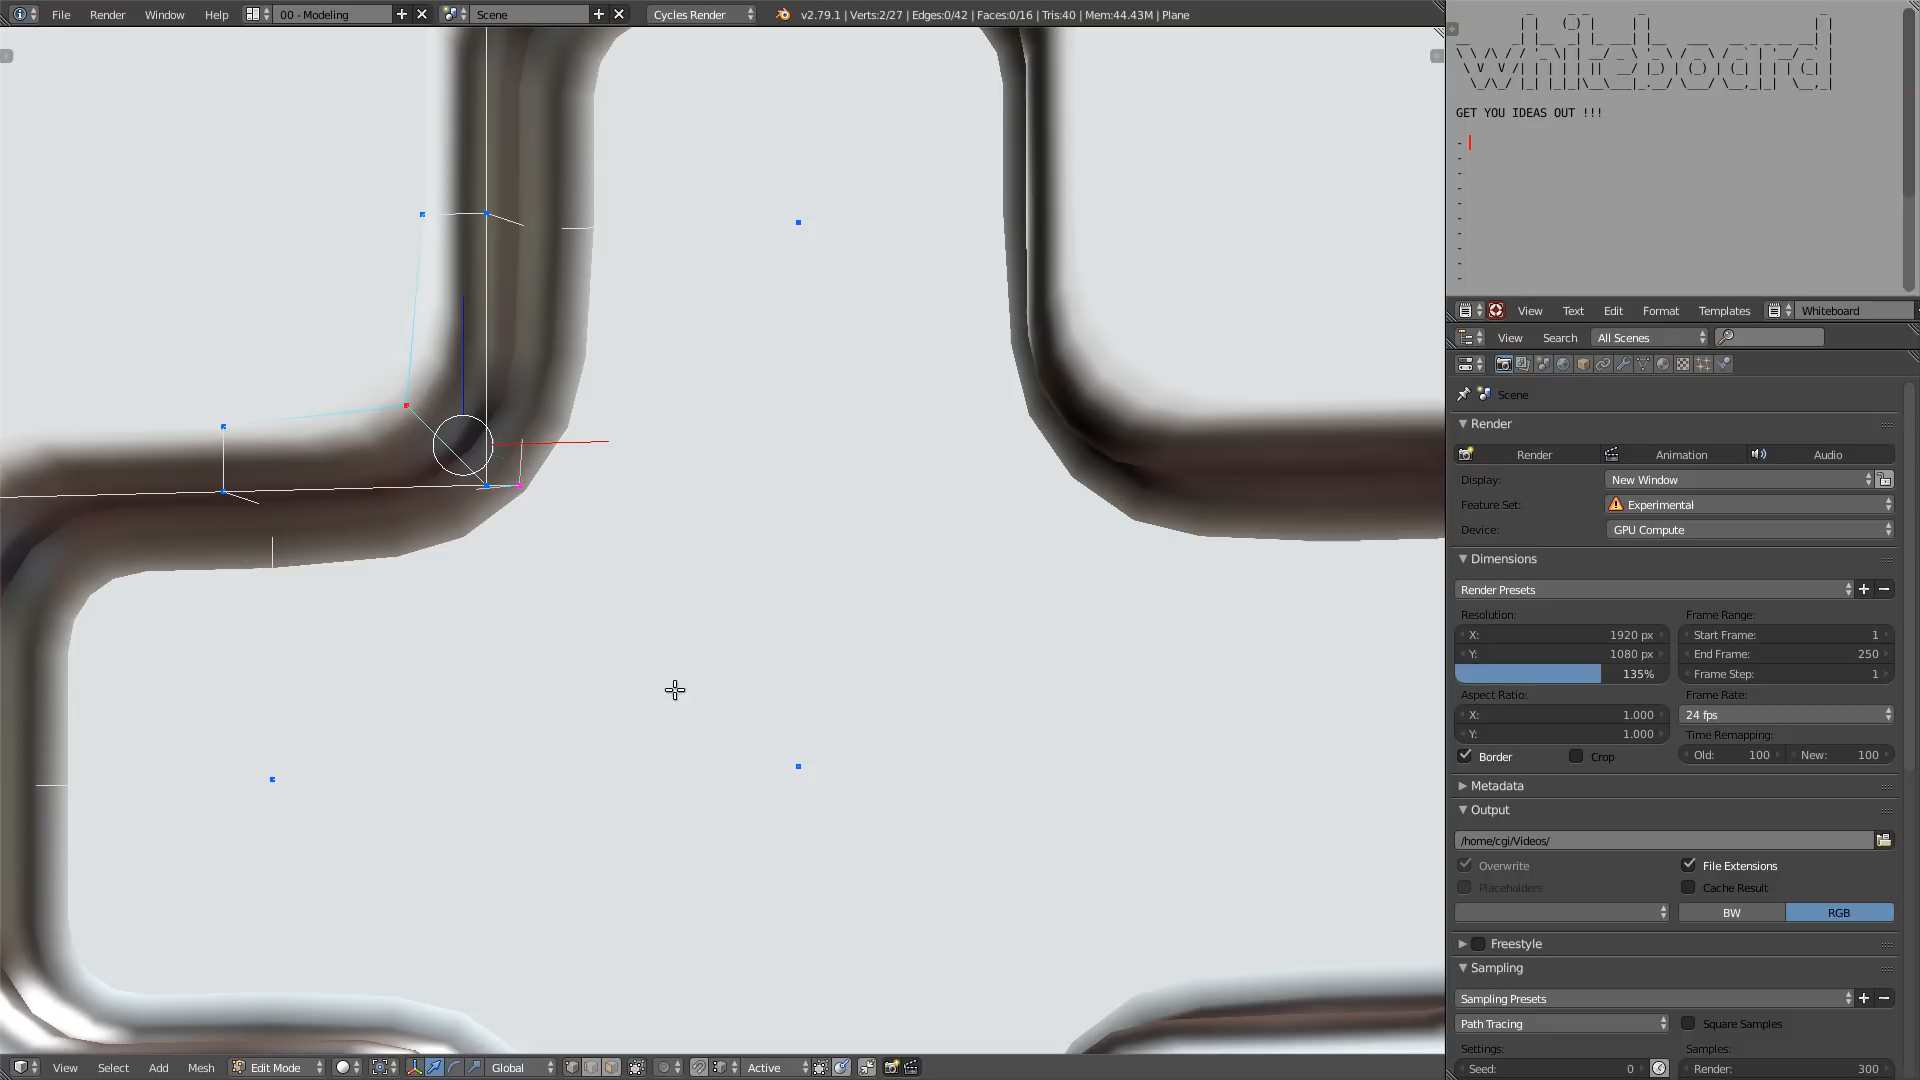 File Render Window Help 00 - Modeling Scene Cycles Render v2.79.1 | Verts:2/27 | Edges:0/42 | Faces:0/16 | Tris:40 | Mem:44.43M | Plane
whiteboard
GET YOU IDEAS OUT !!!
-
-
-
-
-
-
-
-
-
-
View Text Edit Format Templates Whiteboard
View Search All Scenes
Scene
Render
Render Animation Audio
Display: New Window
Feature Set: Experimental
Device: GPU Compute
Dimensions
Render Presets
Resolution: Frame Range:
X: 1920 px Start Frame: 1
Y: 1080 px End Frame: 250
135% Frame Step: 1
Aspect Ratio: Frame Rate:
X: 1.000 24 fps
Y: 1.000 Time Remapping:
Border Crop Old: 100 New: 100
Metadata
Output
/home/cgi/Videos/
Overwrite File Extensions
Placeholders Cache Result
BW RGB
Freestyle
Sampling
Sampling Presets
Path Tracing Square Samples
Settings: Samples:
Seed: 0 Render: 300
View Select Add Mesh Edit Mode Global Active